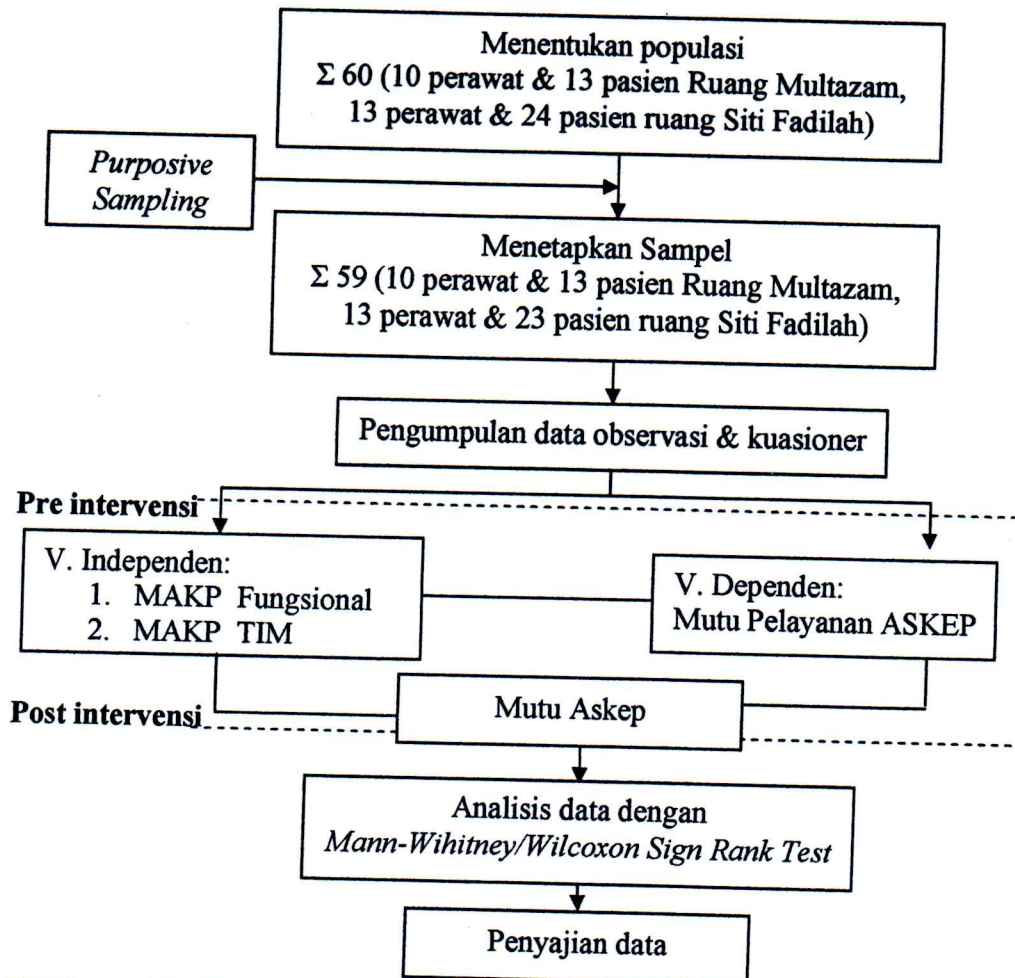 Menentukan populasi
Σ 60 (10 perawat & 13 pasien Ruang Multazam,
13 perawat & 24 pasien ruang Siti Fadilah)
Purposive
Sampling
Menetapkan Sampel
Σ 59 (10 perawat & 13 pasien Ruang Multazam,
13 perawat & 23 pasien ruang Siti Fadilah)
Pengumpulan data observasi & kuasioner
Pre intervensi
V. Independen:
1. MAKP Fungsional
2. MAKP TIM
V. Dependen:
Mutu Pelayanan ASKEP
Post intervensi
Mutu Askep
Analisis data dengan
Mann-Wihitney/Wilcoxon Sign Rank Test
Penyajian data